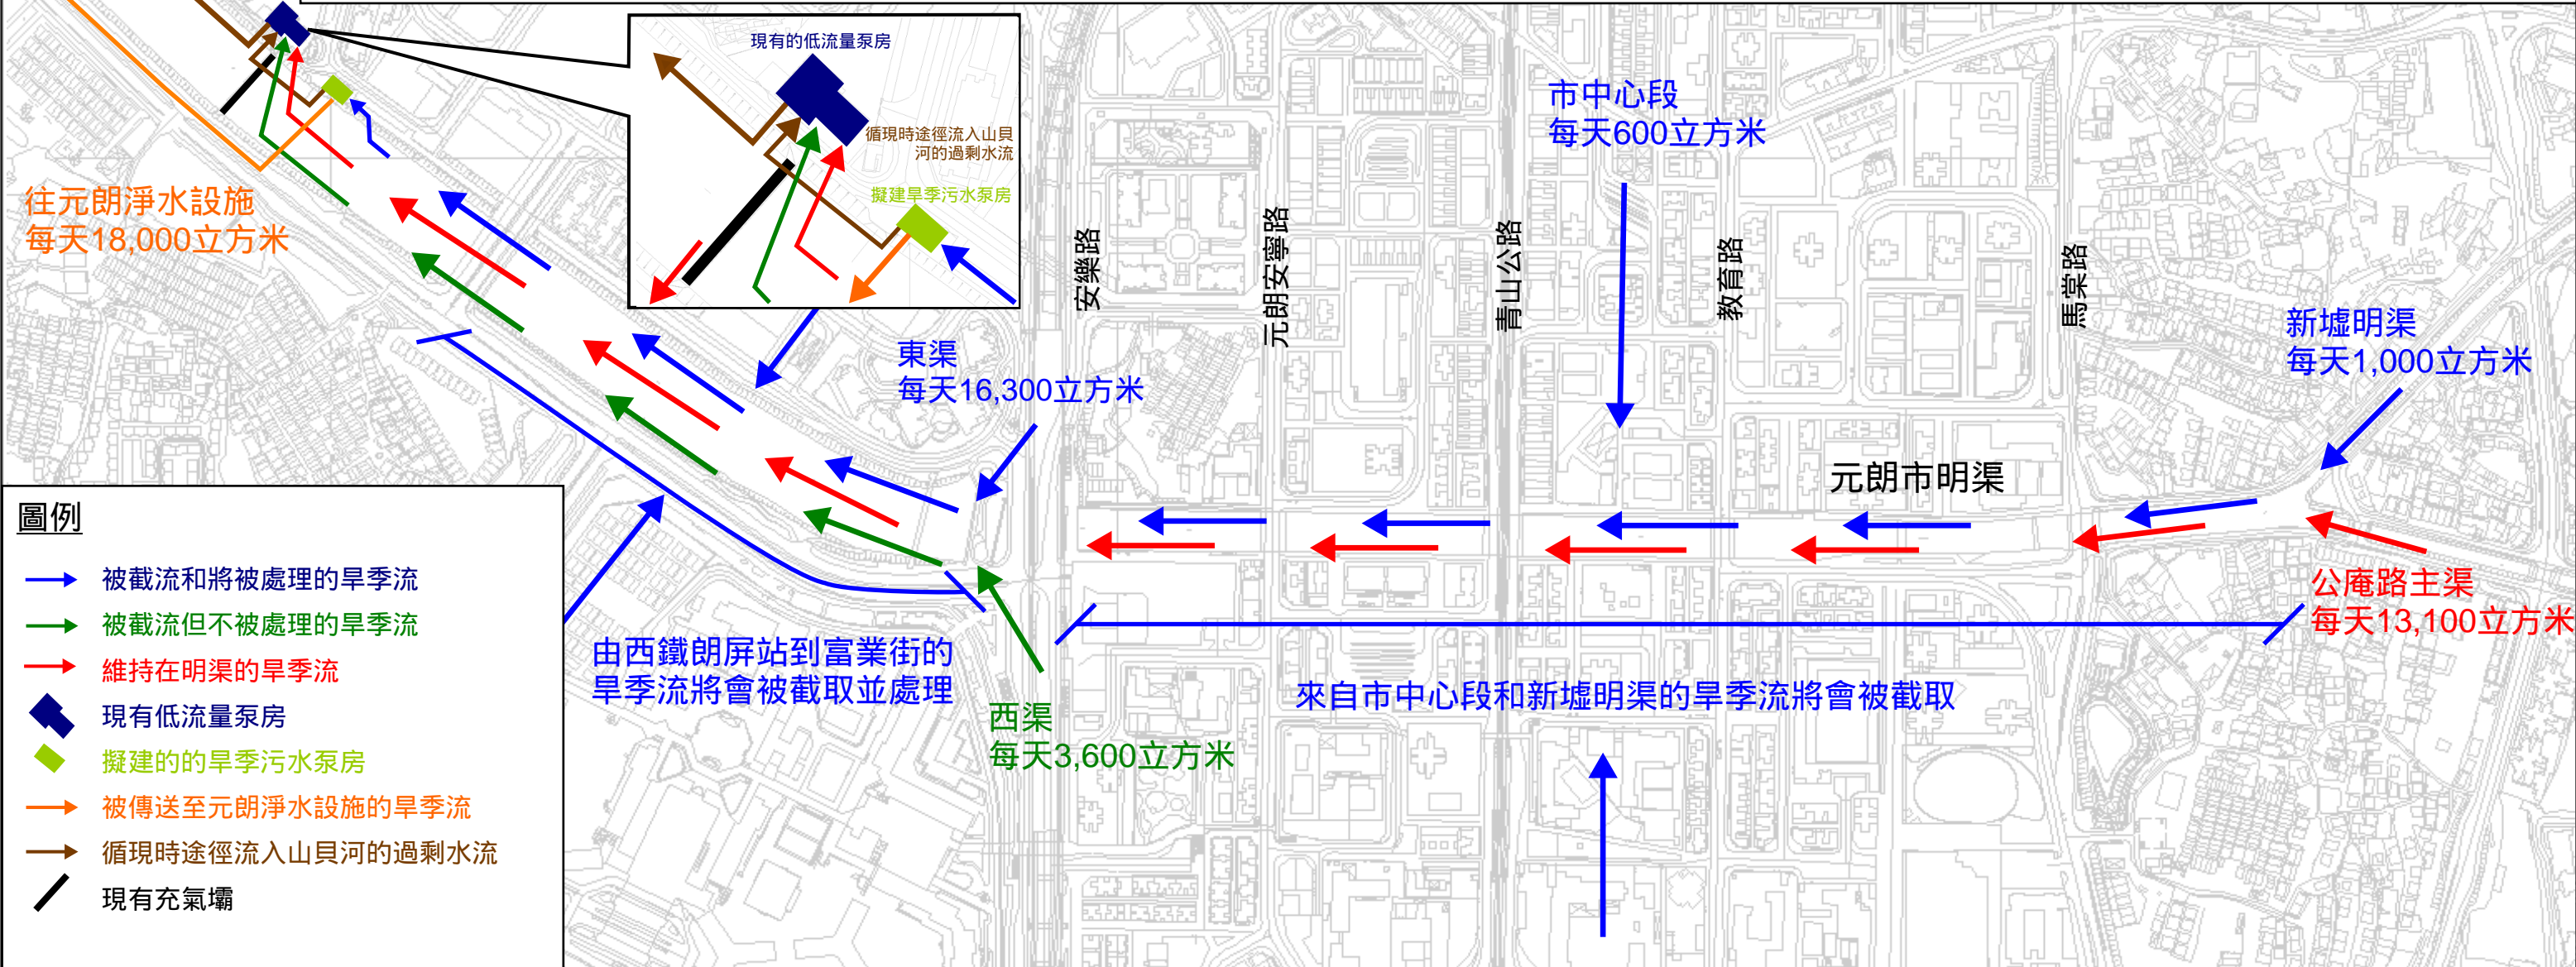 現有的低流量泵房
循現時途徑流入山貝
河的過剩水流
擬建旱季污水泵房
往元朗淨水設施
每天18,000立方米
市中心段
每天600立方米
安樂路
元朗安寧路
青山公路
教育路
馬棠路
新墟明渠
每天1,000立方米
東渠
每天16,300立方米
元朗市明渠
公庵路主渠
每天13,100立方米
由西鐵朗屏站到富業街的
旱季流將會被截取並處理
西渠
每天3,600立方米
來自市中心段和新墟明渠的旱季流將會被截取
圖例
被截流和將被處理的旱季流
被截流但不被處理的旱季流
維持在明渠的旱季流
現有低流量泵房
擬建的的旱季污水泵房
被傳送至元朗淨水設施的旱季流
循現時途徑流入山貝河的過剩水流
現有充氣壩